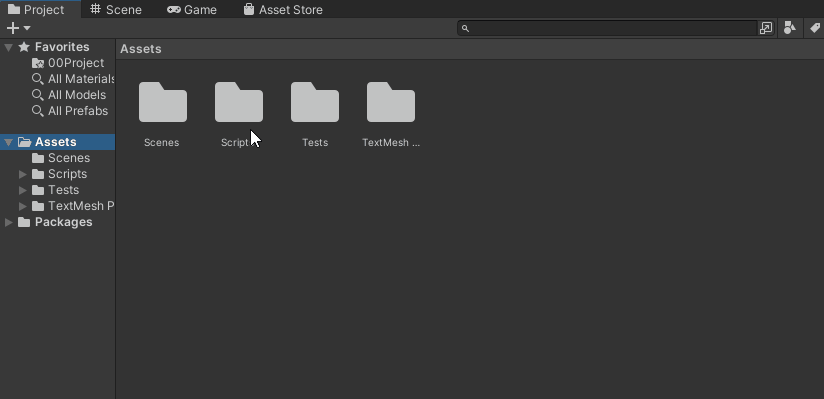 Project Scene Game Asset Store
Favorites
00Project
All Materials
All Models
All Prefabs
Assets
Scenes
Scripts
Tests
TextMesh P
Packages
Assets
Scenes Script Tests TextMesh ...